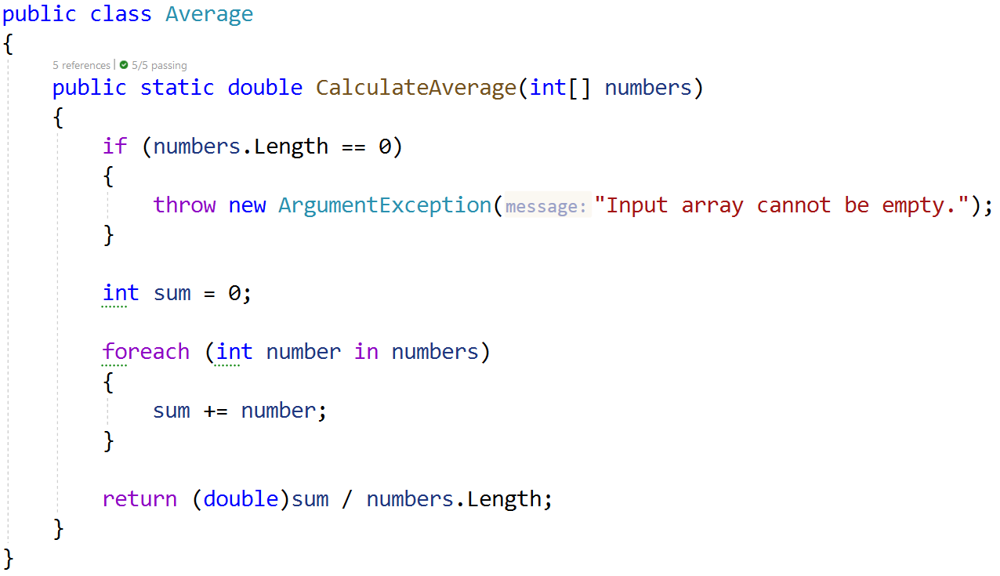 public class Average
{
5 references | 5/5 passing
public static double CalculateAverage(int[] numbers)
{
if (numbers.Length == 0)
{
throw new ArgumentException(message: "Input array cannot be empty.");
}
int sum = 0;
foreach (int number in numbers)
{
sum += number;
}
return (double)sum / numbers.Length;
}
}